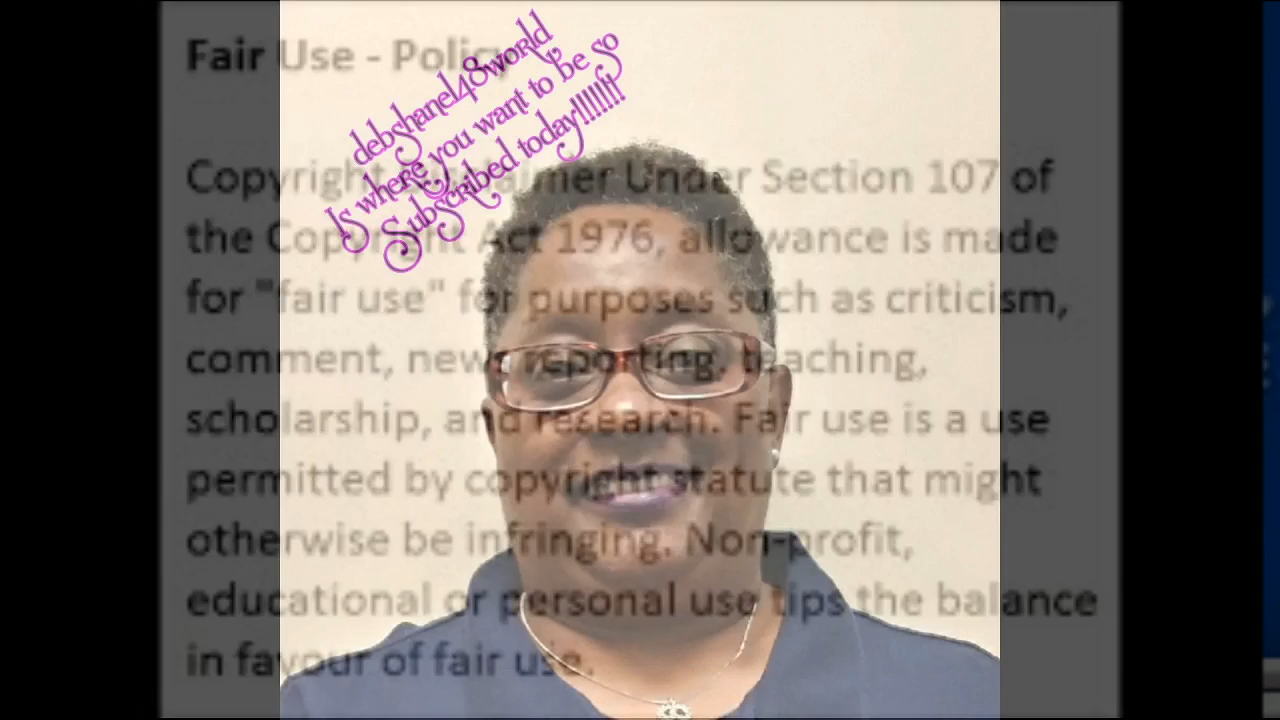 Fair Use - Policy
debshanel48world
Is where you want to be so
Subscribed today!!!!!!!
Copyright Disclaimer Under Section 107 of
the Copyright Act 1976, allowance is made
for "fair use" for purposes such as criticism,
comment, news reporting, teaching,
scholarship, and research. Fair use is a use
permitted by copyright statute that might
otherwise be infringing. Non-profit,
educational or personal use tips the balance
in favour of fair use.